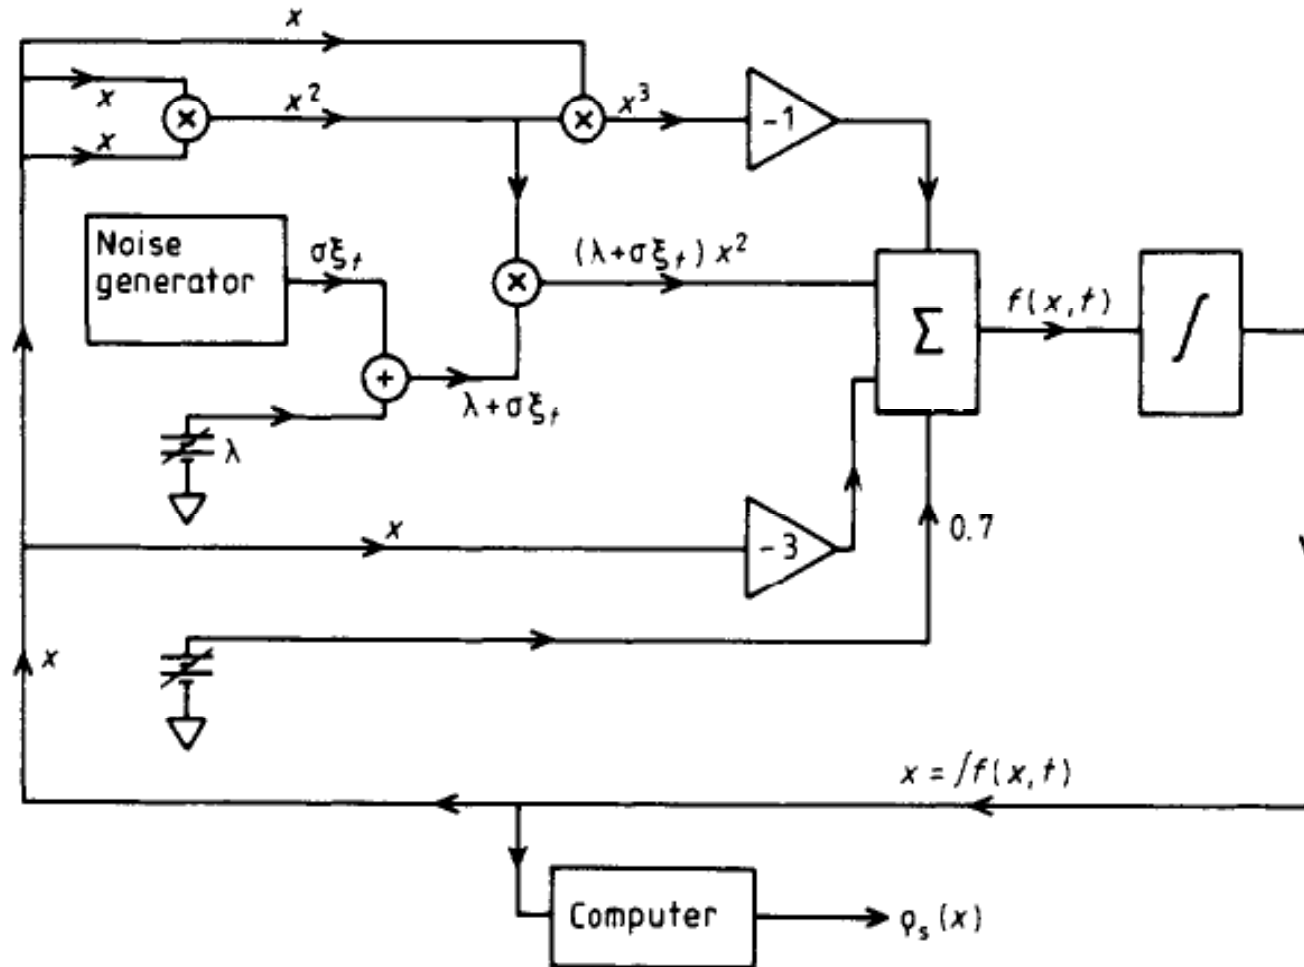 x
x
x²
x³
-1
x
Noise
generator
σξₜ
(λ+σξₜ) x²
Σ
f(x,t)
∫
+
λ+σξₜ
λ
x
-3
0.7
x
x = ∫f(x,t)
Computer
ρₛ(x)